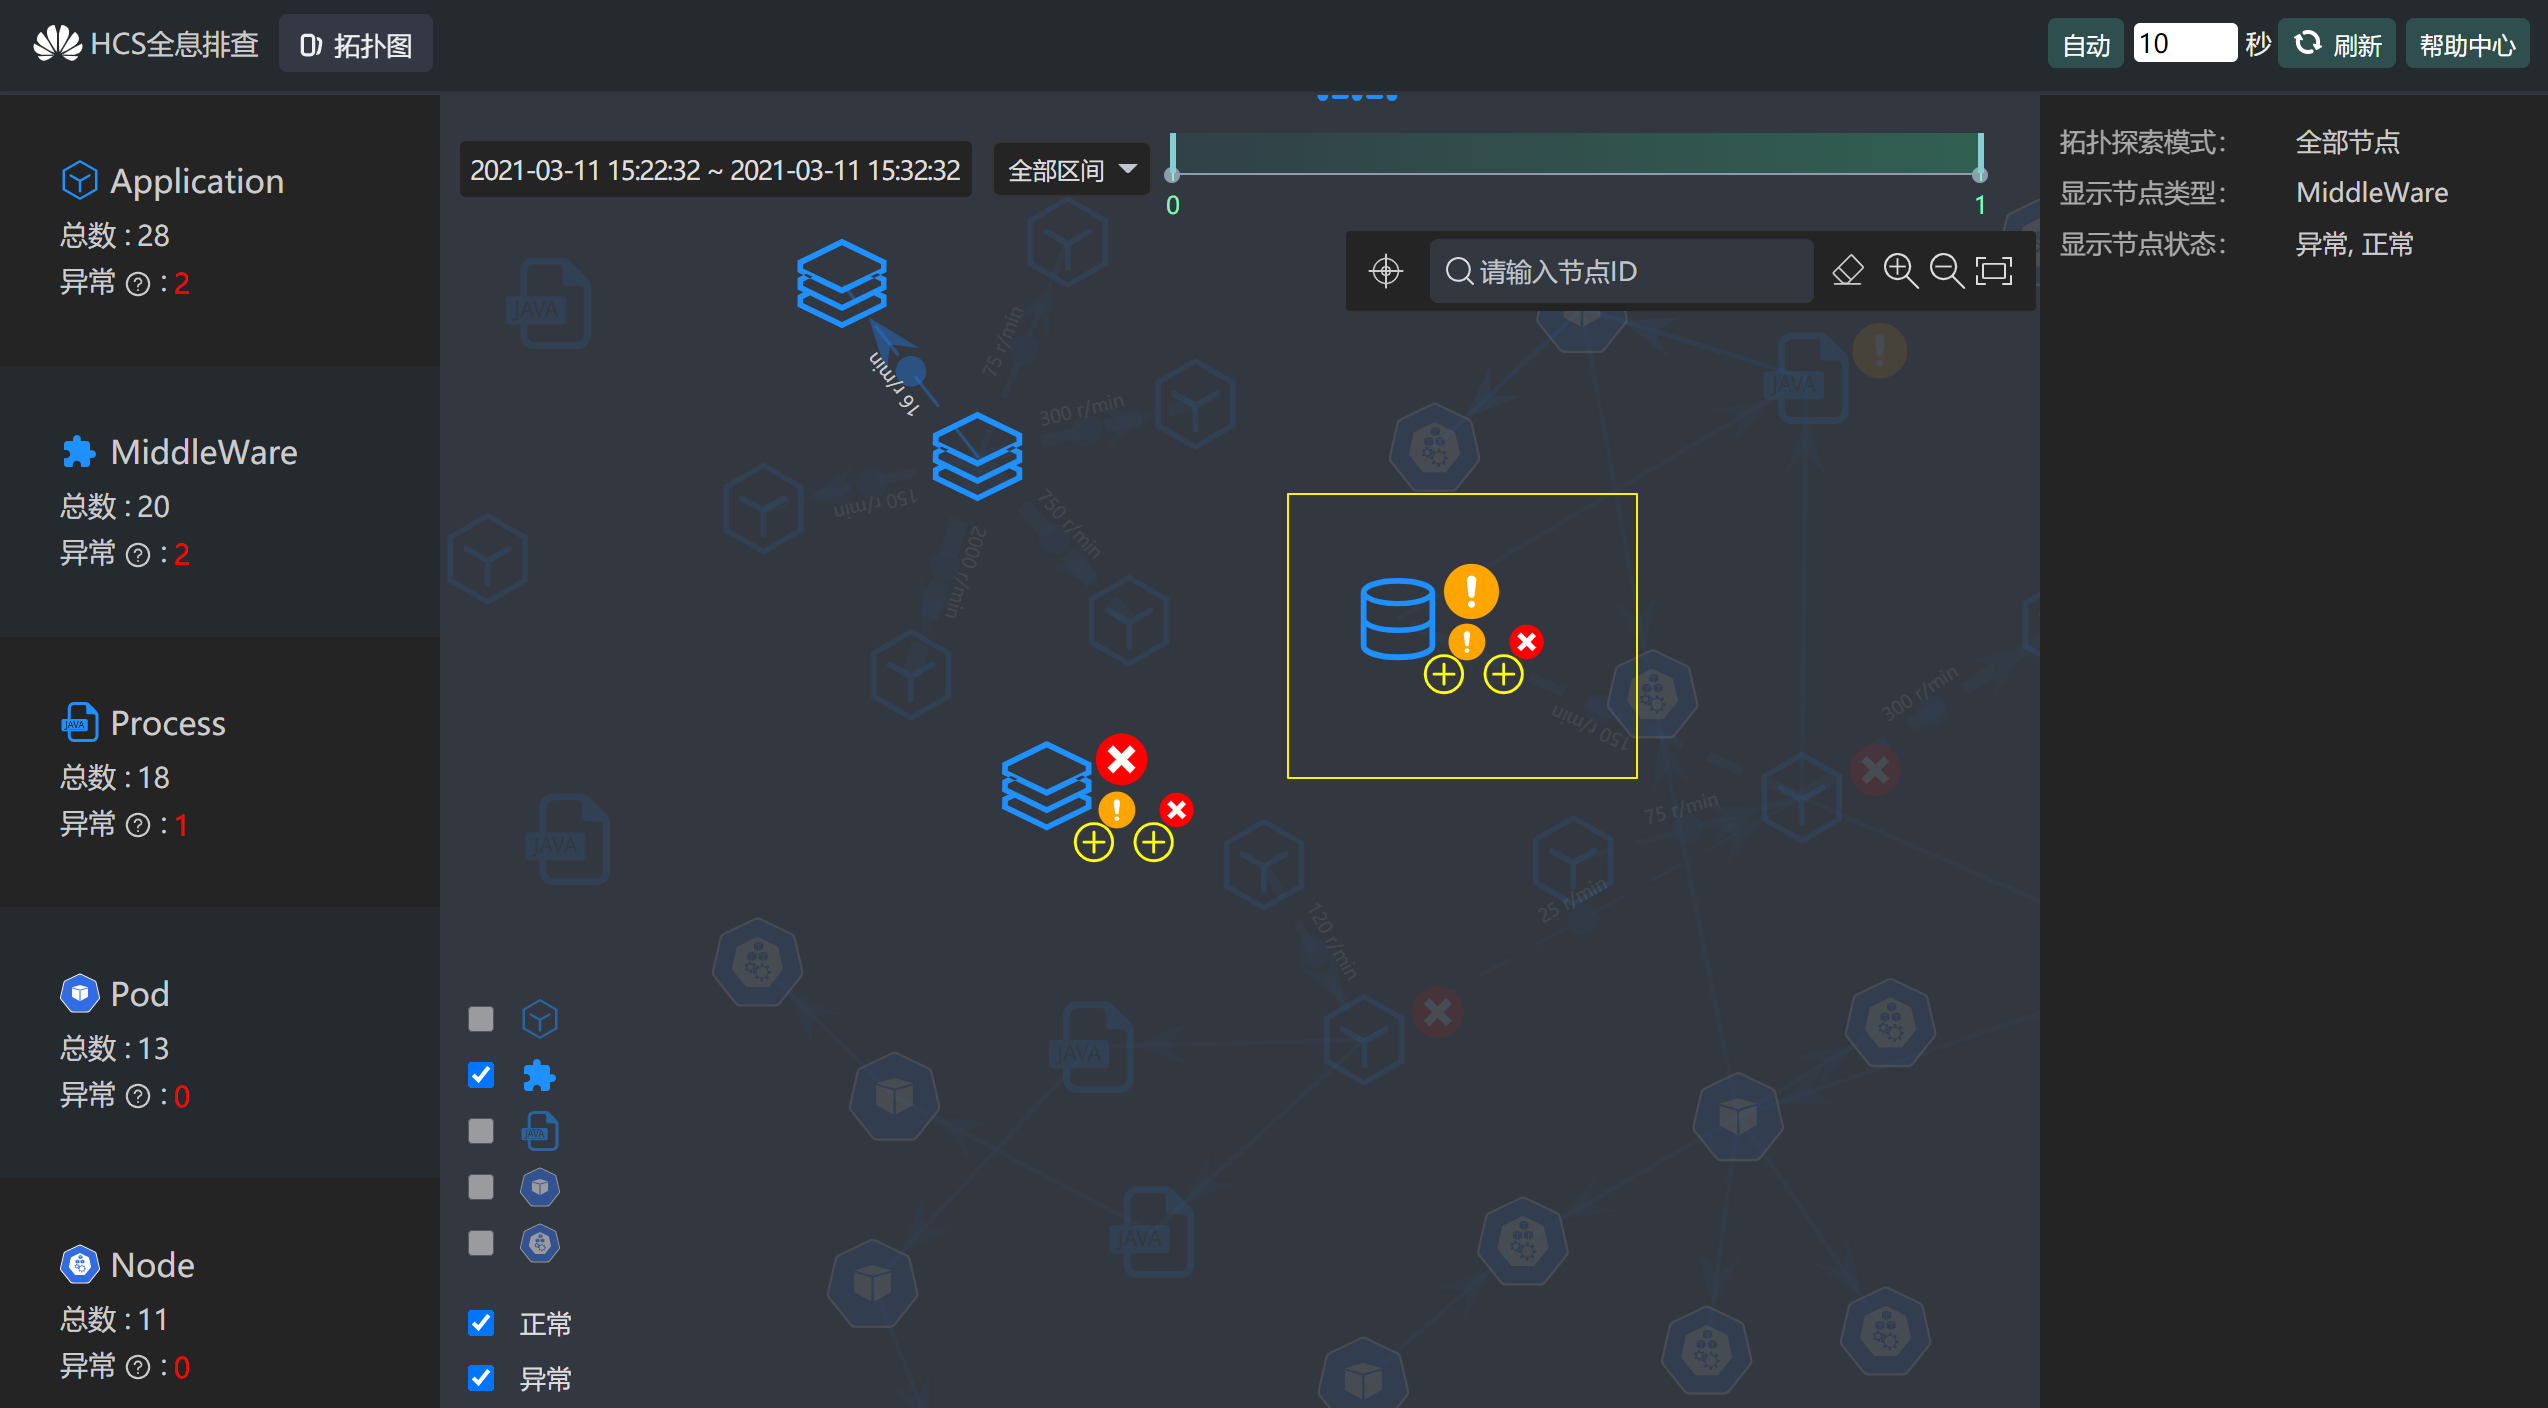 HCS全息排查
拓扑图
自动
10
秒
刷新
帮助中心
Application
总数 : 28
异常 ? : 2
MiddleWare
总数 : 20
异常 ? : 2
JAVA
Process
总数 : 18
异常 ? : 1
Pod
总数 : 13
异常 ? : 0
Node
总数 : 11
异常 ? : 0
2021-03-11 15:22:32 ~ 2021-03-11 15:32:32
全部区间
0
1
请输入节点ID
拓扑探索模式：
全部节点
显示节点类型：
MiddleWare
显示节点状态：
异常, 正常
JAVA
75 r/min
16 r/min
300 r/min
JAVA
150 r/min
750 r/min
2000 r/min
150 r/min
300 r/min
75 r/min
JAVA
25 r/min
120 r/min
JAVA
JAVA
JAVA
正常
异常